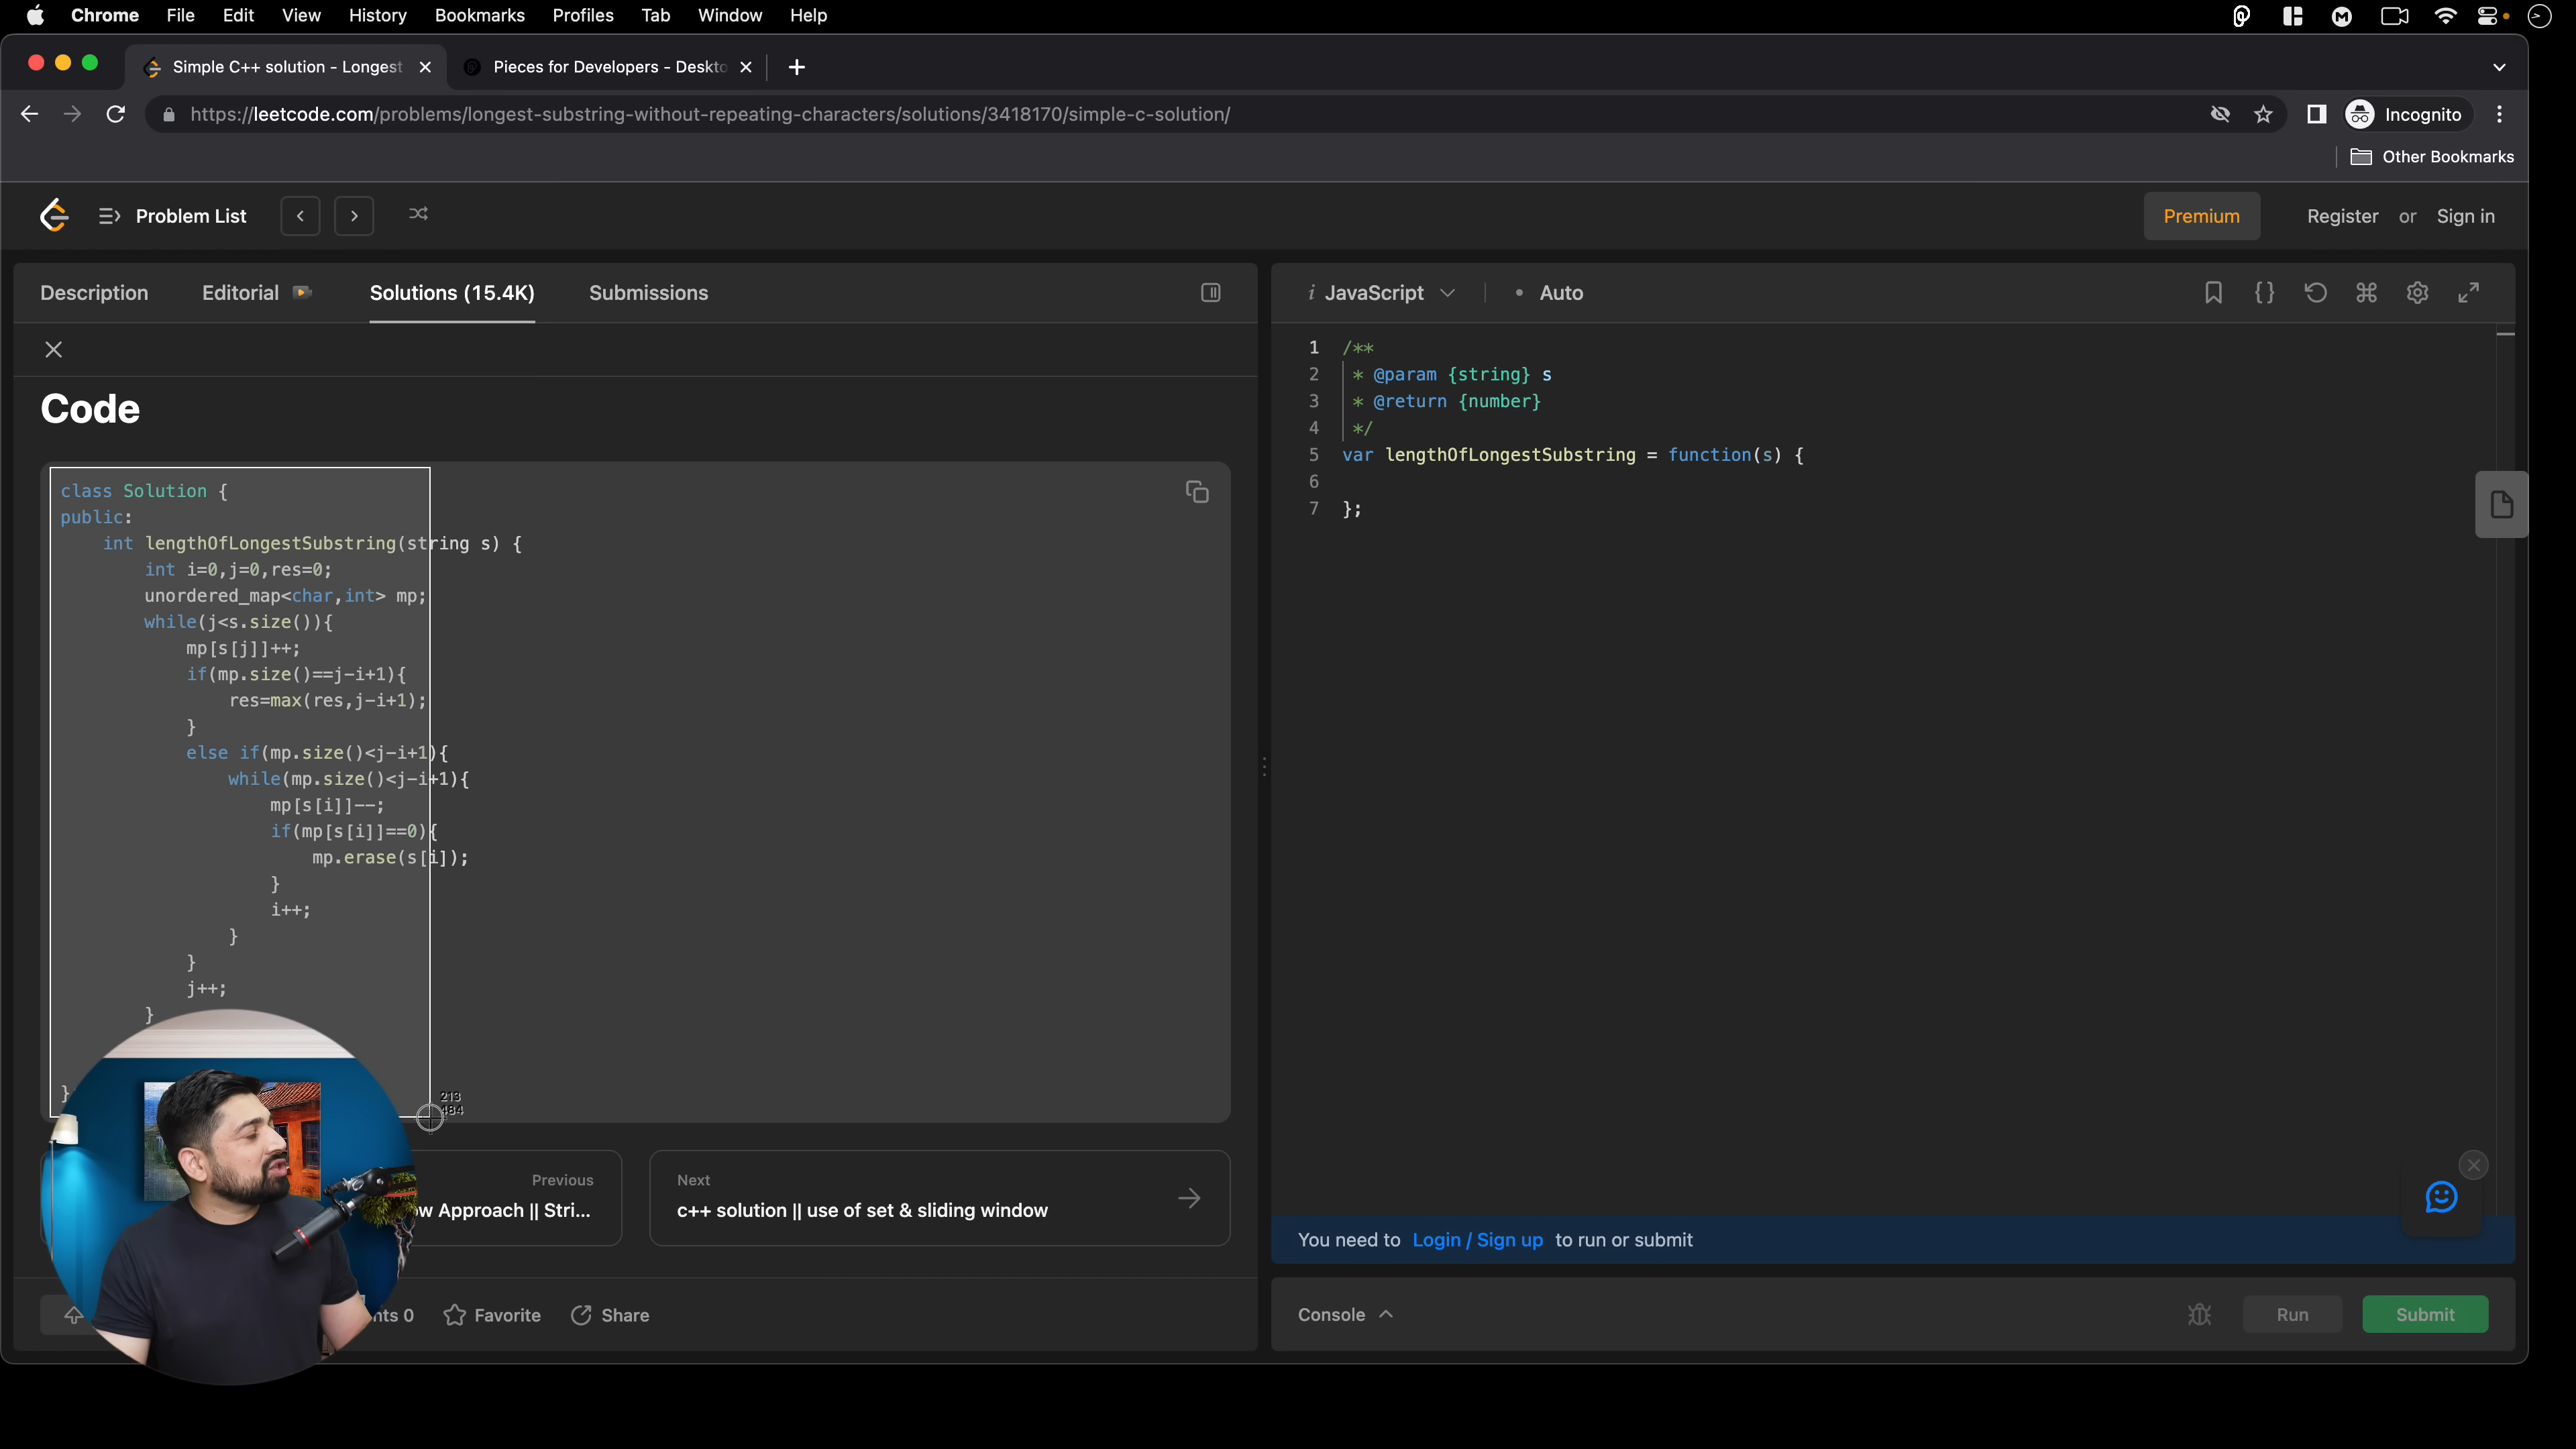 Chrome File Edit View History Bookmarks Profiles Tab Window Help
Simple C++ solution - Longest
Pieces for Developers - Deskto
https://leetcode.com/problems/longest-substring-without-repeating-characters/solutions/3418170/simple-c-solution/
Incognito
Other Bookmarks
Problem List
Premium
Register or Sign in
Description Editorial Solutions (15.4K) Submissions
Code
class Solution {
public:
int lengthOfLongestSubstring(string s) {
int i=0,j=0,res=0;
unordered_map<char,int> mp;
while(j<s.size()){
mp[s[j]]++;
if(mp.size()==j-i+1){
res=max(res,j-i+1);
}
else if(mp.size()<j-i+1){
while(mp.size()<j-i+1){
mp[s[i]]--;
if(mp[s[i]]==0){
mp.erase(s[i]);
}
i++;
}
}
j++;
}
}
213
484
Previous
Approach || Stri...
Next
c++ solution || use of set & sliding window
0 Favorite Share
i JavaScript • Auto
1 /**
2 * @param {string} s
3 * @return {number}
4 */
5 var lengthOfLongestSubstring = function(s) {
6
7 };
You need to Login / Sign up to run or submit
Console
Run
Submit